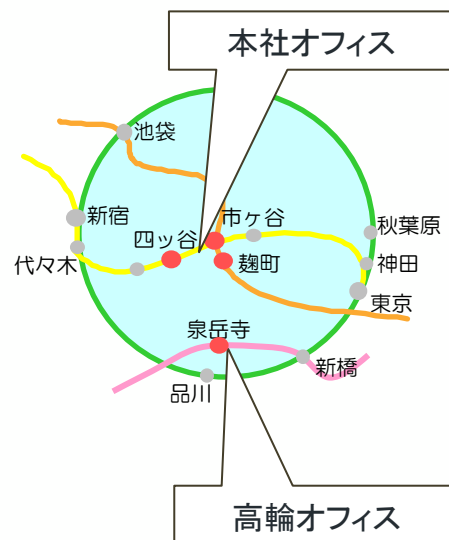 本社オフィス
池袋
新宿
市ヶ谷
四ッ谷
秋葉原
代々木
麹町
神田
東京
泉岳寺
新橋
品川
高輪オフィス